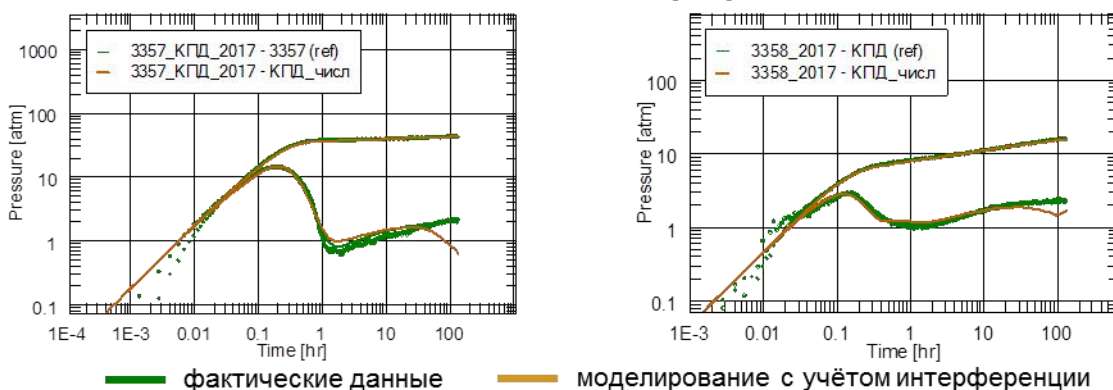 1000
100
10
1
0.1
Pressure [atm]
3357_КПД_2017 - 3357 (ref)
3357_КПД_2017 - КПД_числ
1E-4 1E-3 0.01 0.1 1 10 100
Time [hr]
100
10
1
0.1
Pressure [atm]
3358_2017 - КПД (ref)
3358_2017 - КПД_числ
1E-3 0.01 0.1 1 10 100
Time [hr]
фактические данные
моделирование с учётом интерференции